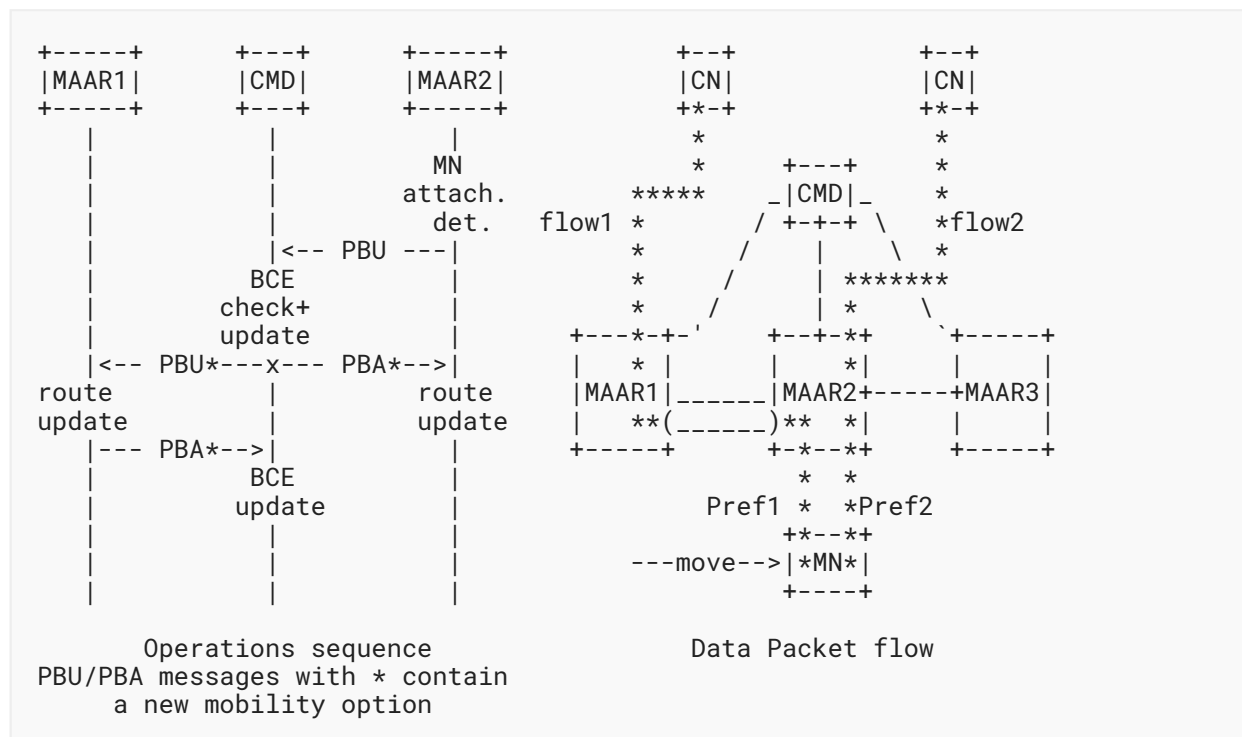 +-----+      +---+      +-----+           +--+            +--+
|MAAR1|      |CMD|      |MAAR2|           |CN|            |CN|
+-----+      +---+      +-----+           +*-+            +*-+
   |           |           |               *               *
   |           |          MN               *     +---+     *
   |           |        attach.        *****    _|CMD|_    *
   |           |          det.   flow1 *       / +-+-+ \   *flow2
   |           |<-- PBU ---|           *      /    |    \  *
   |          BCE          |           *     /     | *******
   |        check+         |           *    /      | *    \
   |        update         |       +---*-+-'    +--+-*+    `+-----+
   |<-- PBU*---x--- PBA*-->|       |   * |      |    *|     |     |
route          |         route     |MAAR1|______|MAAR2+-----+MAAR3|
update         |         update    |   **(______)**  *|     |     |
   |--- PBA*-->|           |       +-----+      +-*--*+     +-----+
   |          BCE          |                      *  *
   |         update        |                Pref1 *  *Pref2
   |           |           |                     +*--*+
   |           |           |           ---move-->|*MN*|
   |           |           |                     +----+
Operations sequence                    Data Packet flow
PBU/PBA messages with * contain
a new mobility option